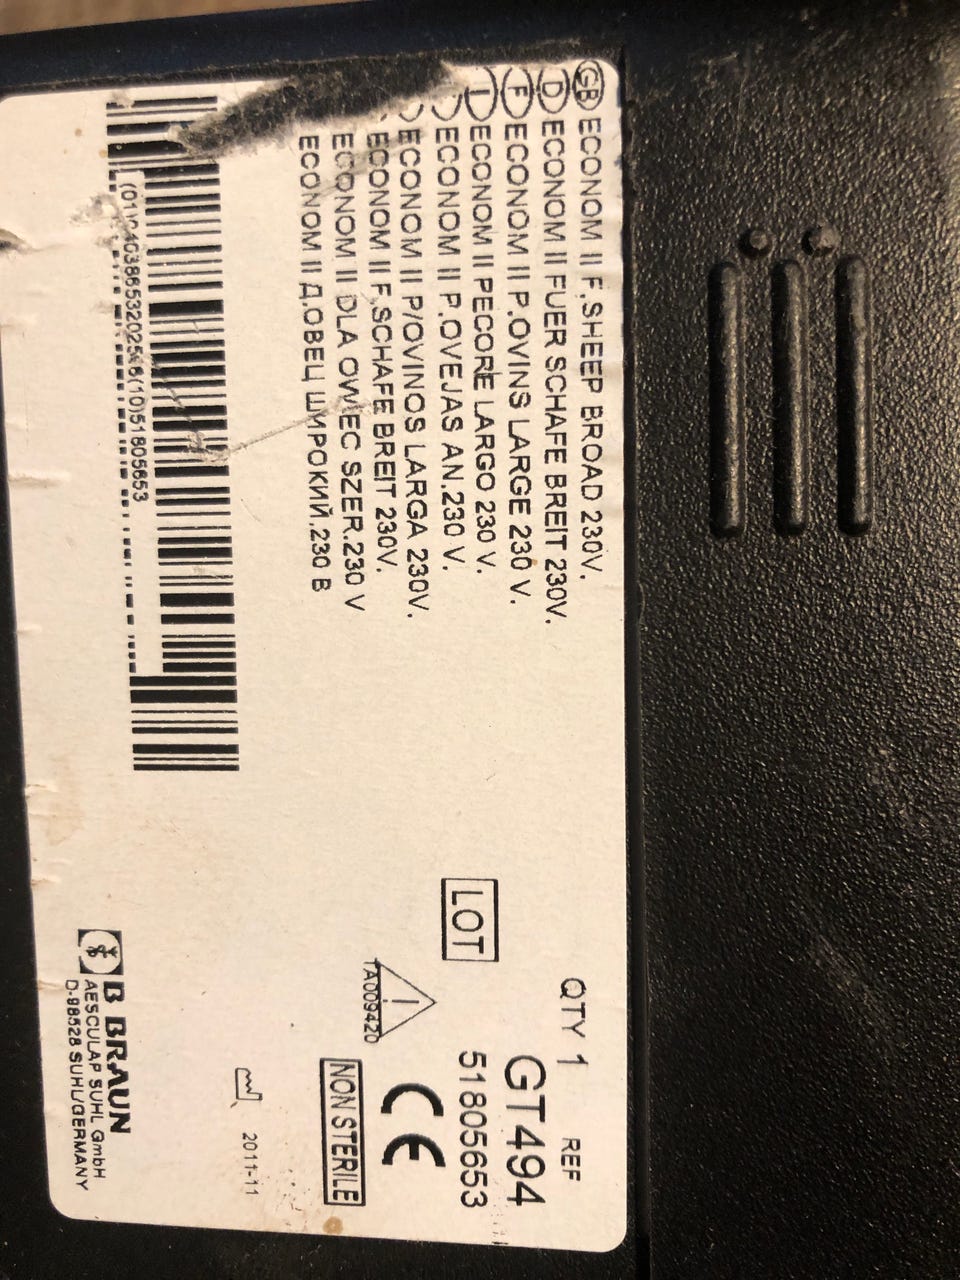 GB ECONOM II F.SHEEP BROAD 230V.
D ECONOM II FUER SCHAFE BREIT 230V.
F ECONOM II P.OVINS LARGE 230 V.
I ECONOM II PECORE LARGO 230 V.
ECONOM II P.OVEJAS AN.230 V.
ECONOM II P/OVINOS LARGA 230V.
ECONOM II F.SCHAFE BREIT 230V.
ECONOM II DLA OWIEC SZER.230 V
ECONOM II Д.ОВЕЦ ШИРОКИЙ.230 В
(10)51805653
QTY 1 REF
GT494
LOT 51805653
CE
TA009420
NON STERILE
2011-11
B BRAUN
AESCULAP SUHL GmbH
D-98528 SUHL/GERMANY